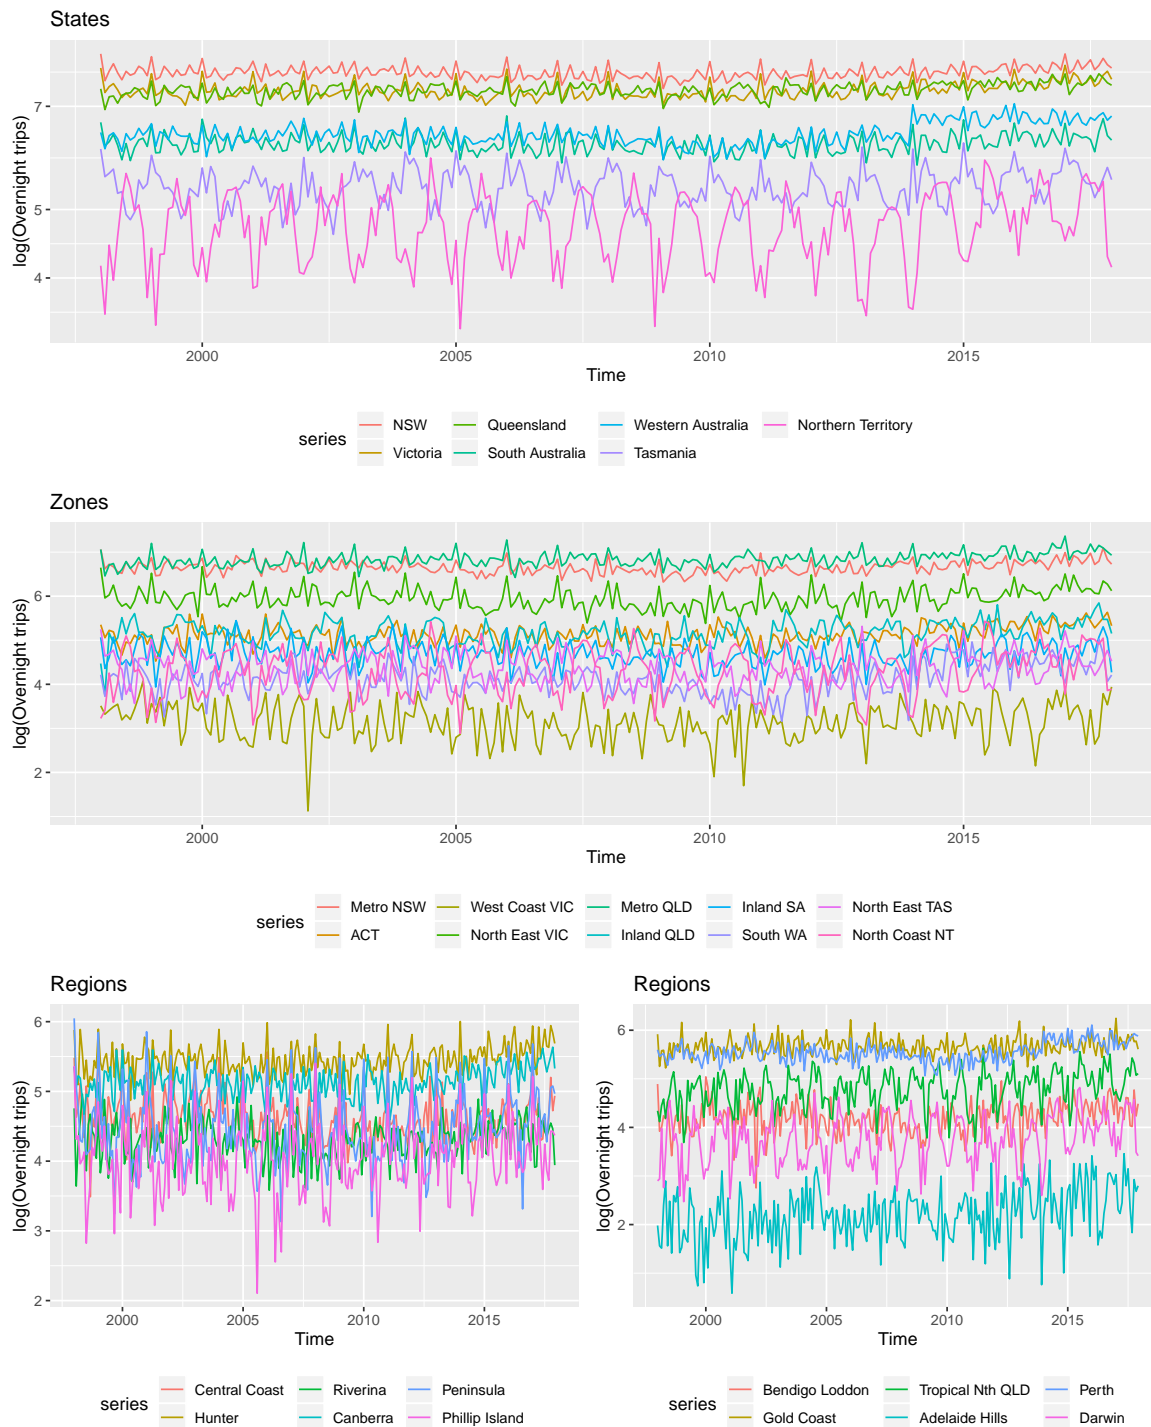 States
log(Overnight trips)
7
5
4
2000 2005 2010 2015
Time
series
NSW Queensland Western Australia Northern Territory
Victoria South Australia Tasmania
Zones
log(Overnight trips)
6
4
2
2000 2005 2010 2015
Time
series
Metro NSW West Coast VIC Metro QLD Inland SA North East TAS
ACT North East VIC Inland QLD South WA North Coast NT
Regions
log(Overnight trips)
6
5
4
3
2
2000 2005 2010 2015
Time
series
Central Coast Riverina Peninsula
Hunter Canberra Phillip Island
Regions
log(Overnight trips)
6
4
2
2000 2005 2010 2015
Time
series
Bendigo Loddon Tropical Nth QLD Perth
Gold Coast Adelaide Hills Darwin